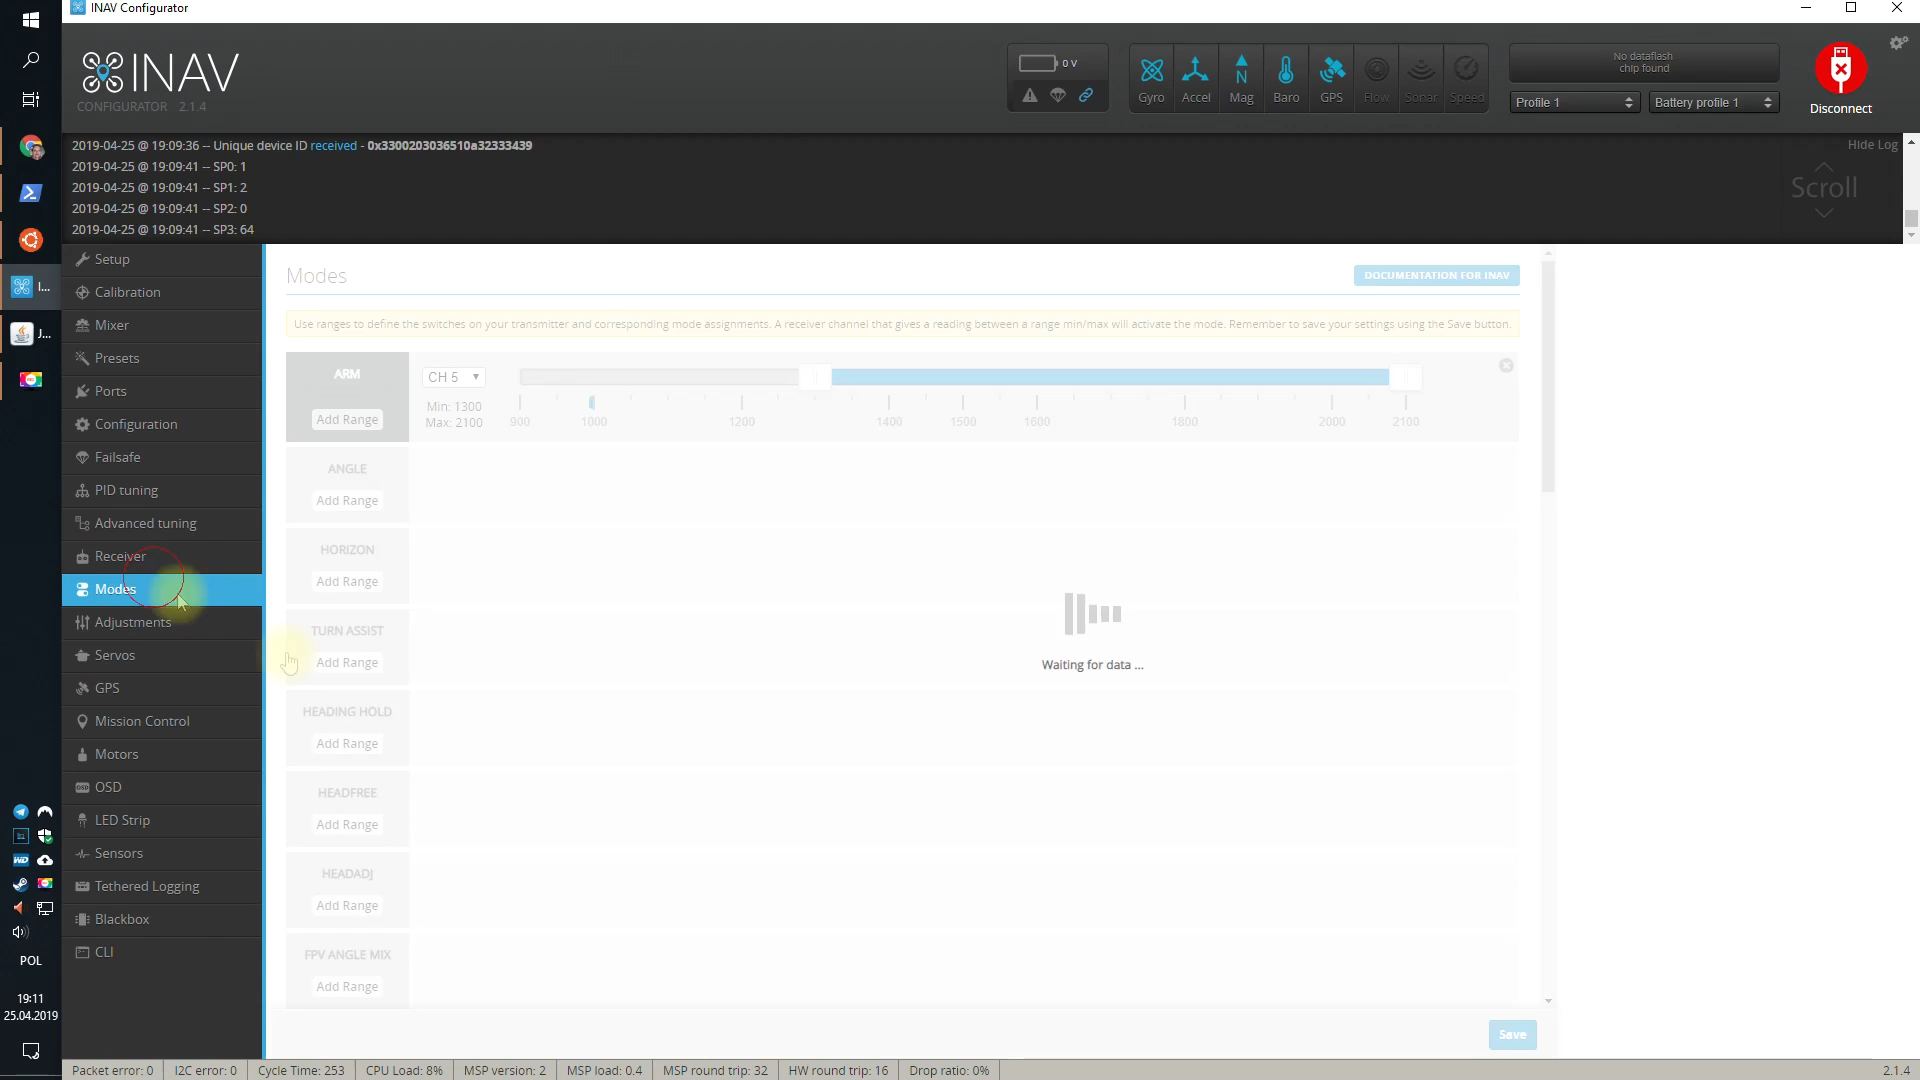 INAV Configurator
INAV
CONFIGURATOR 2.1.4
0 V
Gyro Accel Mag Baro GPS Flow Sonar Speed
No dataflash
chip found
Profile 1
Battery profile 1
Disconnect
2019-04-25 @ 19:09:36 -- Unique device ID received - 0x3300203036510a32333439
2019-04-25 @ 19:09:41 -- SP0: 1
2019-04-25 @ 19:09:41 -- SP1: 2
2019-04-25 @ 19:09:41 -- SP2: 0
2019-04-25 @ 19:09:41 -- SP3: 64
Hide Log
Scroll
I...
J...
Setup
Calibration
Mixer
Presets
Ports
Configuration
Failsafe
PID tuning
Advanced tuning
Receiver
Modes
Adjustments
Servos
GPS
Mission Control
Motors
OSD
LED Strip
Sensors
Tethered Logging
Blackbox
CLI
Modes
DOCUMENTATION FOR INAV
Use ranges to define the switches on your transmitter and corresponding mode assignments. A receiver channel that gives a reading between a range min/max will activate the mode. Remember to save your settings using the Save button.
ARM
Add Range
CH 5
Min: 1300
Max: 2100
900 1000 1200 1400 1500 1600 1800 2000 2100
ANGLE
Add Range
HORIZON
Add Range
TURN ASSIST
Add Range
HEADING HOLD
Add Range
HEADFREE
Add Range
HEADADJ
Add Range
FPV ANGLE MIX
Add Range
Waiting for data ...
Save
POL
19:11
25.04.2019
Packet error: 0
I2C error: 0
Cycle Time: 253
CPU Load: 8%
MSP version: 2
MSP load: 0.4
MSP round trip: 32
HW round trip: 16
Drop ratio: 0%
2.1.4